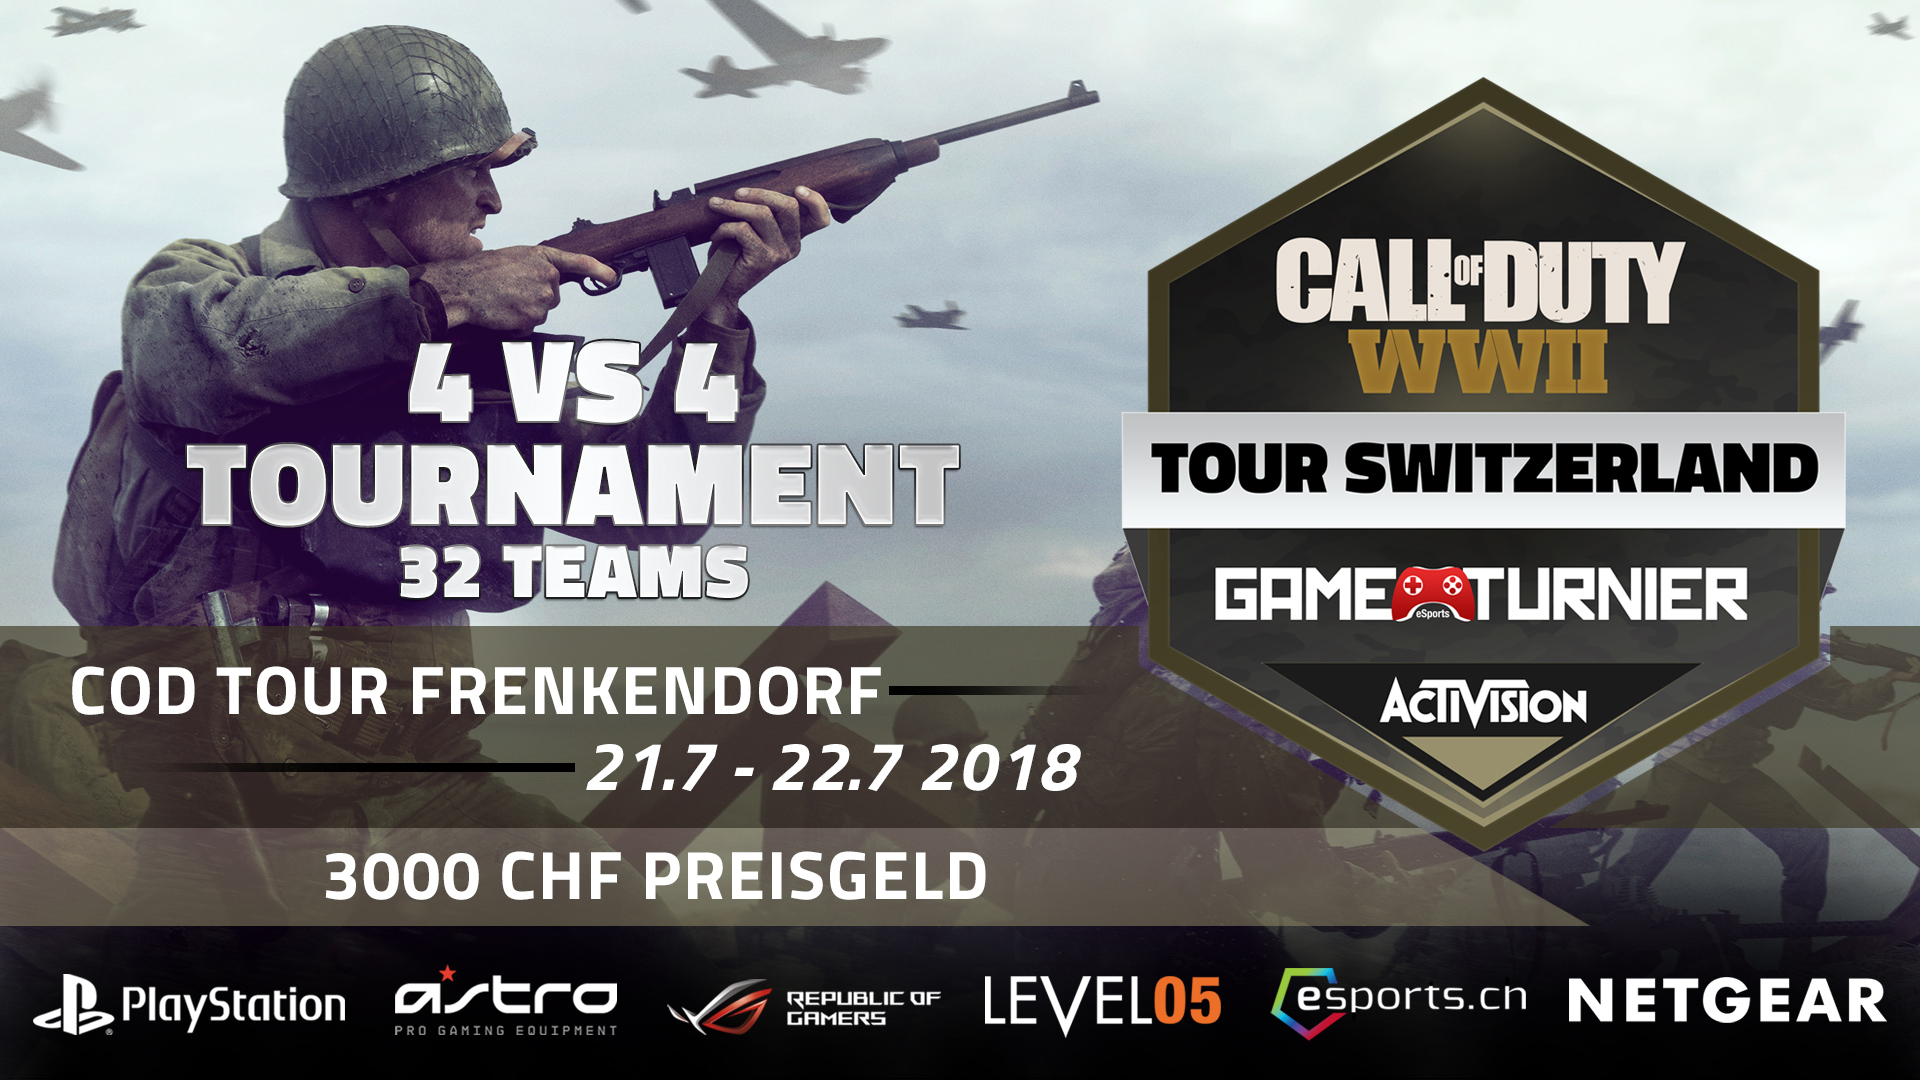 4 VS 4
TOURNAMENT
32 TEAMS
COD TOUR FRENKENDORF
21.7 - 22.7 2018
3000 CHF PREISGELD
CALL OF DUTY
WWII
TOUR SWITZERLAND
GAME TURNIER
eSports
ACTIVISION
PlayStation
astro
PRO GAMING EQUIPMENT
REPUBLIC OF
GAMERS
LEVEL05
esports.ch
NETGEAR